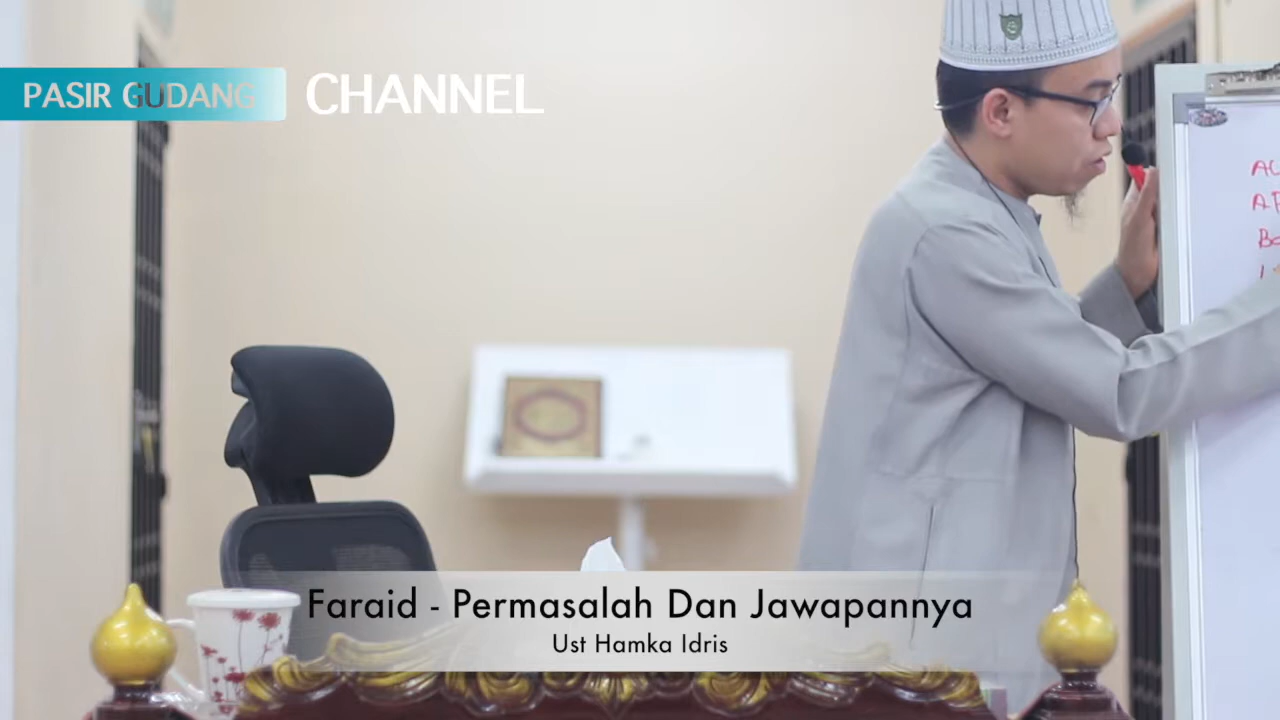 PASIR GUDANG CHANNEL
Faraid - Permasalah Dan Jawapannya
Ust Hamka Idris